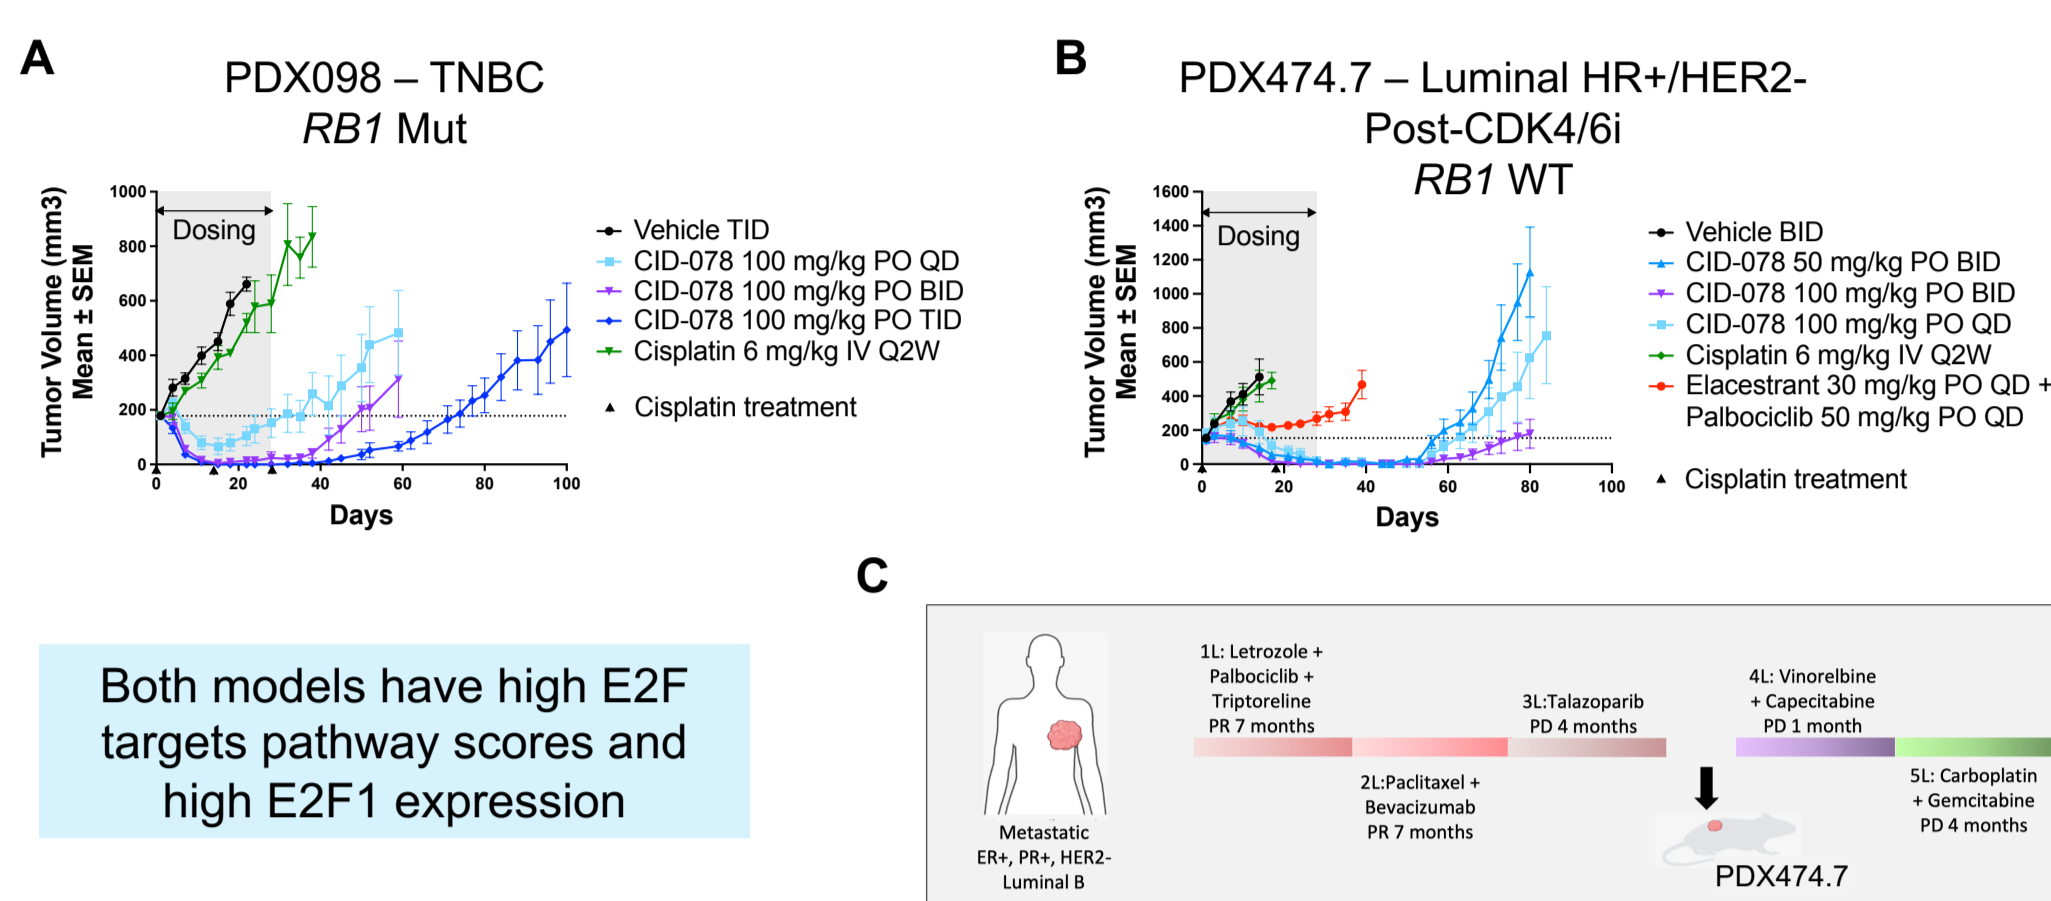 A
PDX098 – TNBC
RB1 Mut
Tumor Volume (mm3)
Mean ± SEM
1000
800
600
400
200
0
Dosing
0 20 40 60 80 100
Days
Vehicle TID
CID-078 100 mg/kg PO QD
CID-078 100 mg/kg PO BID
CID-078 100 mg/kg PO TID
Cisplatin 6 mg/kg IV Q2W
Cisplatin treatment
B
PDX474.7 – Luminal HR+/HER2-
Post-CDK4/6i
RB1 WT
Tumor Volume (mm3)
Mean ± SEM
1600
1400
1200
1000
800
600
400
200
0
Dosing
0 20 40 60 80 100
Days
Vehicle BID
CID-078 50 mg/kg PO BID
CID-078 100 mg/kg PO BID
CID-078 100 mg/kg PO QD
Cisplatin 6 mg/kg IV Q2W
Elacestrant 30 mg/kg PO QD +
Palbociclib 50 mg/kg PO QD
Cisplatin treatment
Both models have high E2F
targets pathway scores and
high E2F1 expression
C
Metastatic
ER+, PR+, HER2-
Luminal B
1L: Letrozole +
Palbociclib +
Triptoreline
PR 7 months
2L:Paclitaxel +
Bevacizumab
PR 7 months
3L:Talazoparib
PD 4 months
4L: Vinorelbine
+ Capecitabine
PD 1 month
5L: Carboplatin
+ Gemcitabine
PD 4 months
PDX474.7